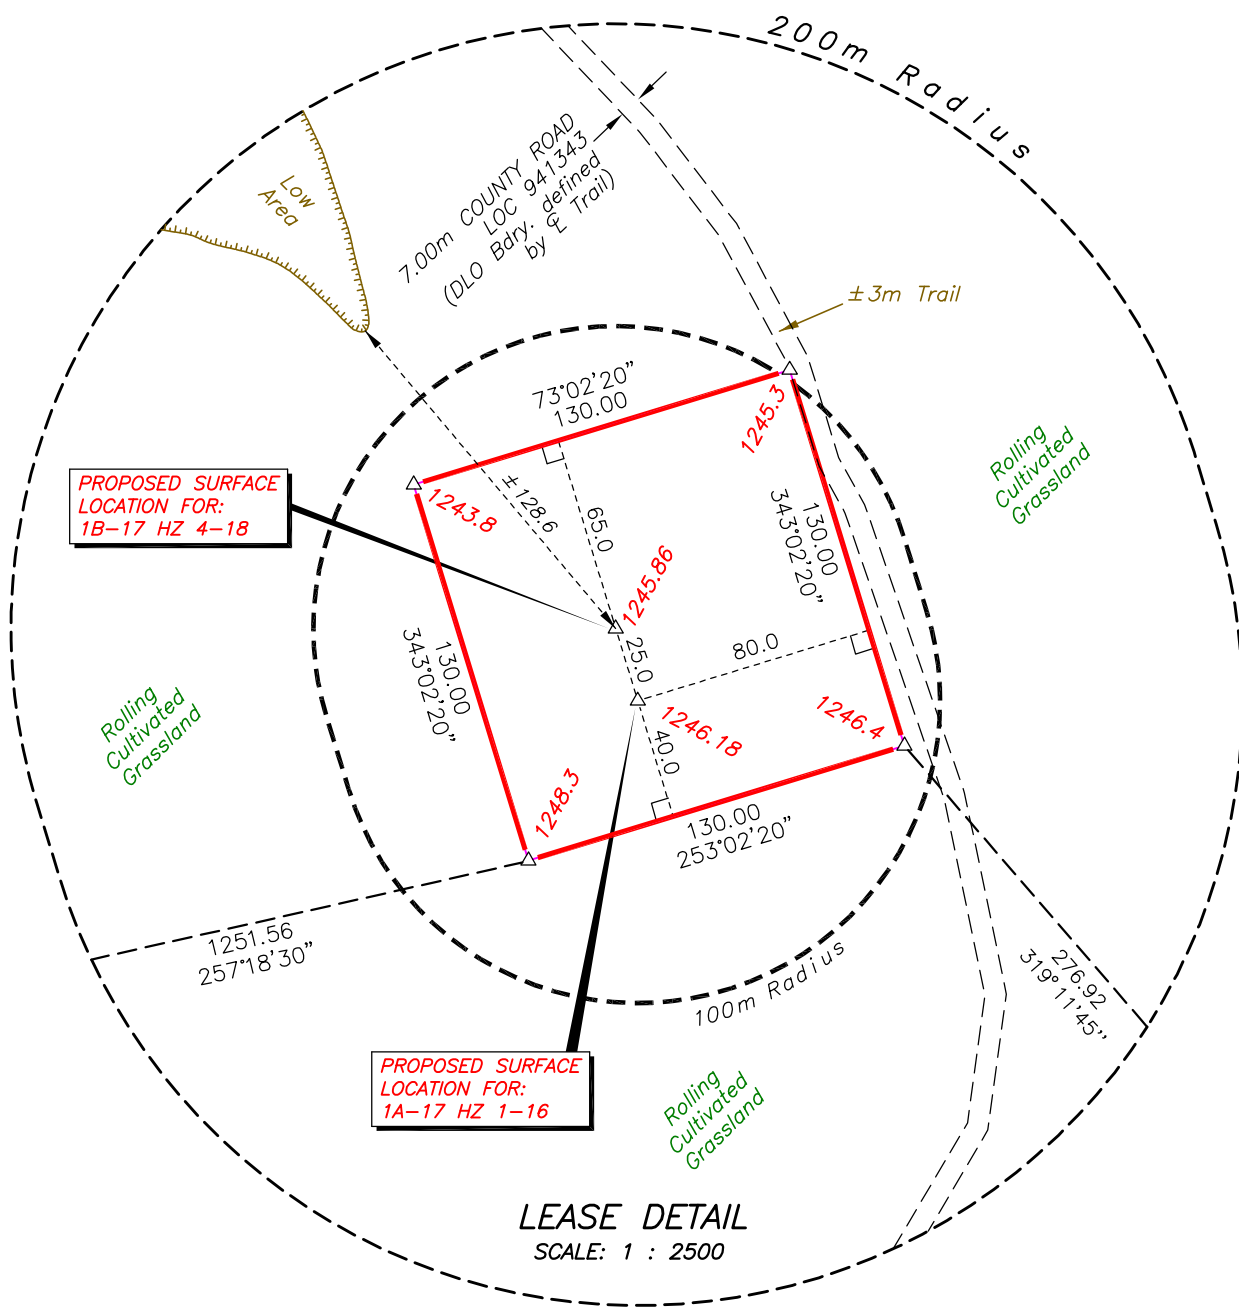 200m Radius
7.00m COUNTY ROAD
LOC 941343
(DLO Bdry. defined
by ℄ Trail)
Low
Area
±3m Trail
73°02'20"
130.00
1245.3
Rolling
Cultivated
Grassland
PROPOSED SURFACE
LOCATION FOR:
1B-17 HZ 4-18
1243.8
±128.6
65.0
130.00
343°02'20"
1245.86
25.0
80.0
130.00
343°02'20"
Rolling
Cultivated
Grassland
1246.18
1246.4
40.0
1248.3
130.00
253°02'20"
1251.56
257°18'30"
100m Radius
276.92
319°11'45"
PROPOSED SURFACE
LOCATION FOR:
1A-17 HZ 1-16
Rolling
Cultivated
Grassland
LEASE DETAIL
SCALE: 1 : 2500